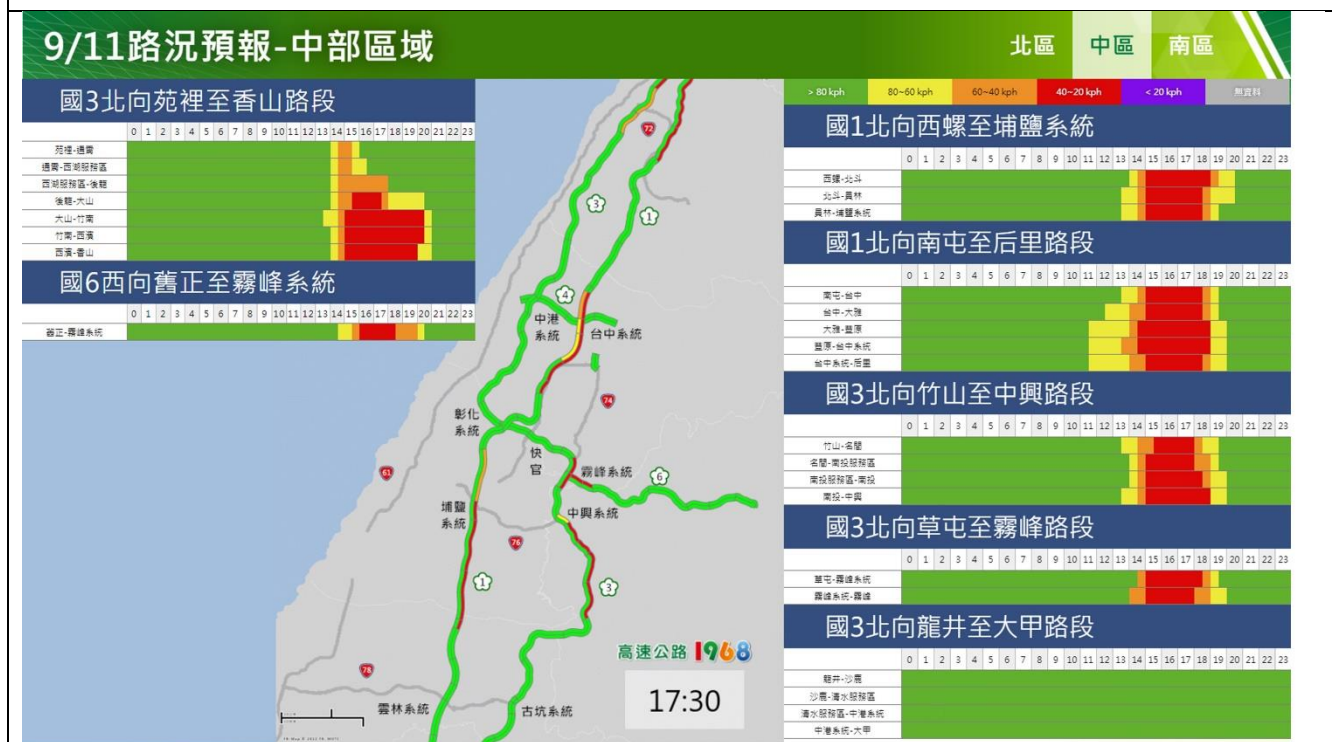 9/11路況預報-中部區域
北區 中區 南區
國3北向苑裡至香山路段
0 1 2 3 4 5 6 7 8 9 10 11 12 13 14 15 16 17 18 19 20 21 22 23
苑裡-通霄
通霄-西湖服務區
西湖服務區-後龍
後龍-大山
大山-竹南
竹南-西濱
西濱-香山
國6西向舊正至霧峰系統
0 1 2 3 4 5 6 7 8 9 10 11 12 13 14 15 16 17 18 19 20 21 22 23
舊正-霧峰系統
72
3
1
4
中港
系統
台中系統
74
彰化
系統
快
官
61
霧峰系統
6
埔鹽
系統
中興系統
76
1
3
高速公路 1968
78
17:30
雲林系統
古坑系統
> 80 kph 80~60 kph 60~40 kph 40~20 kph < 20 kph 無資料
國1北向西螺至埔鹽系統
0 1 2 3 4 5 6 7 8 9 10 11 12 13 14 15 16 17 18 19 20 21 22 23
西螺-北斗
北斗-員林
員林-埔鹽系統
國1北向南屯至后里路段
0 1 2 3 4 5 6 7 8 9 10 11 12 13 14 15 16 17 18 19 20 21 22 23
南屯-台中
台中-大雅
大雅-豐原
豐原-台中系統
台中系統-后里
國3北向竹山至中興路段
0 1 2 3 4 5 6 7 8 9 10 11 12 13 14 15 16 17 18 19 20 21 22 23
竹山-名間
名間-南投服務區
南投服務區-南投
南投-中興
國3北向草屯至霧峰路段
0 1 2 3 4 5 6 7 8 9 10 11 12 13 14 15 16 17 18 19 20 21 22 23
草屯-霧峰系統
霧峰系統-霧峰
國3北向龍井至大甲路段
0 1 2 3 4 5 6 7 8 9 10 11 12 13 14 15 16 17 18 19 20 21 22 23
龍井-沙鹿
沙鹿-清水服務區
清水服務區-中港系統
中港系統-大甲